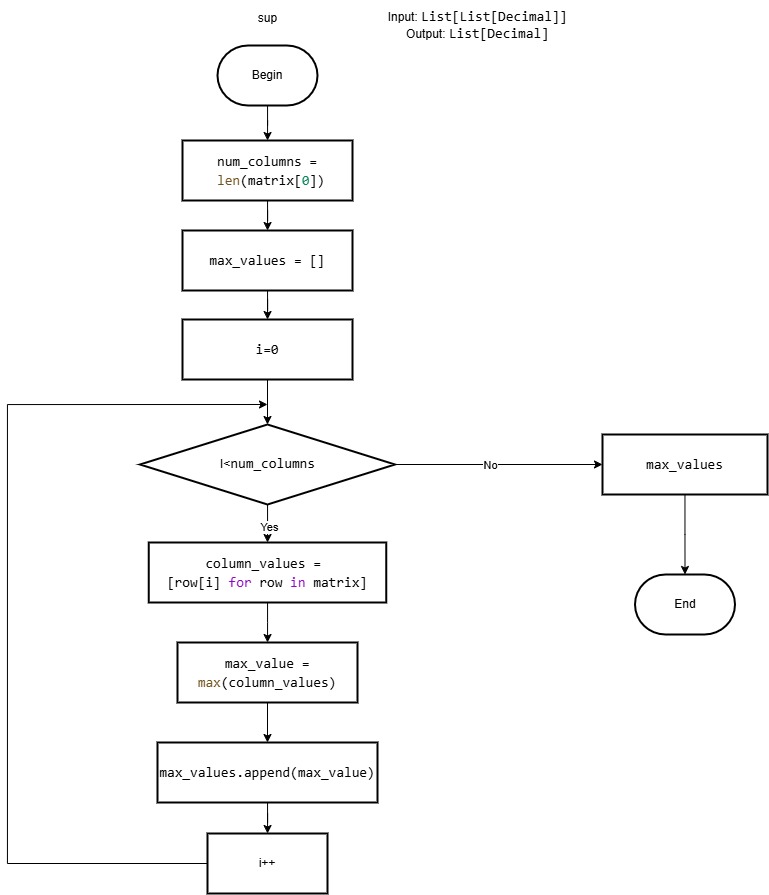 sup
Input: List[List[Decimal]]
Output: List[Decimal]
Begin
num_columns =
len(matrix[0])
max_values = []
i=0
I<num_columns
No
max_values
Yes
column_values =
[row[i] for row in matrix]
End
max_value =
max(column_values)
max_values.append(max_value)
i++